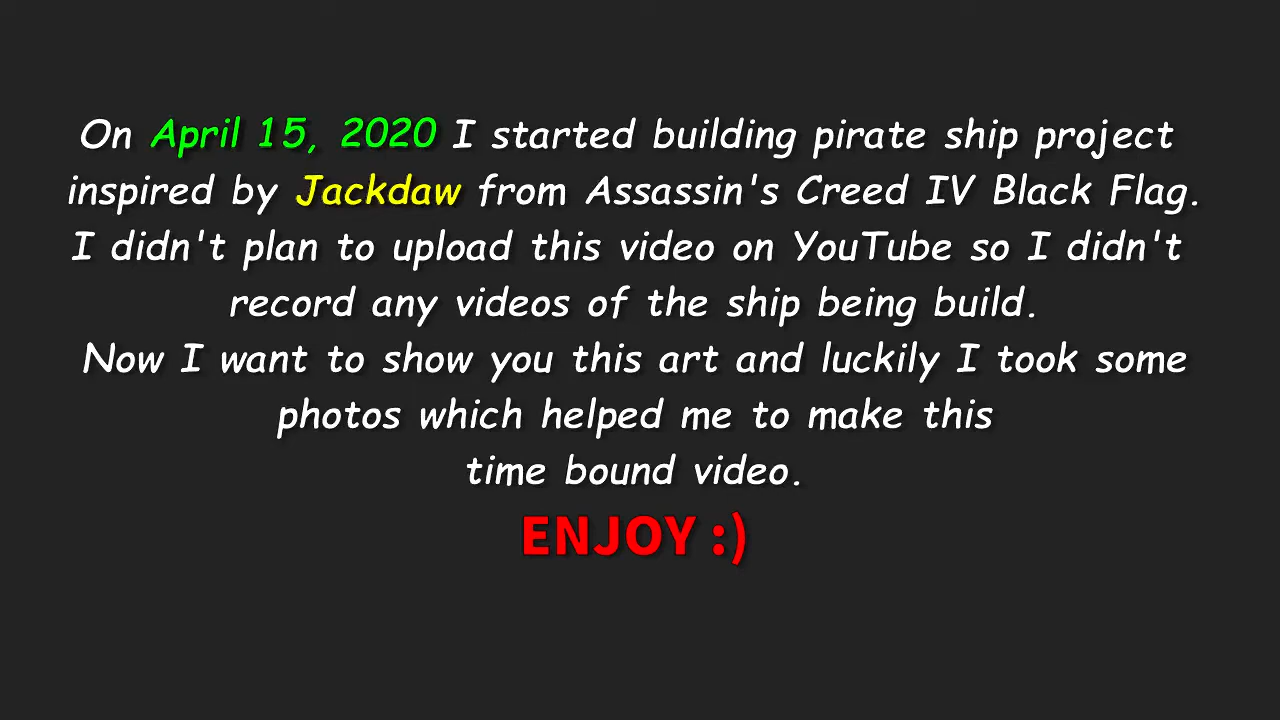 On April 15, 2020 I started building pirate ship project
inspired by Jackdaw from Assassin's Creed IV Black Flag.
I didn't plan to upload this video on YouTube so I didn't
record any videos of the ship being build.
Now I want to show you this art and luckily I took some
photos which helped me to make this
time bound video.
ENJOY :)